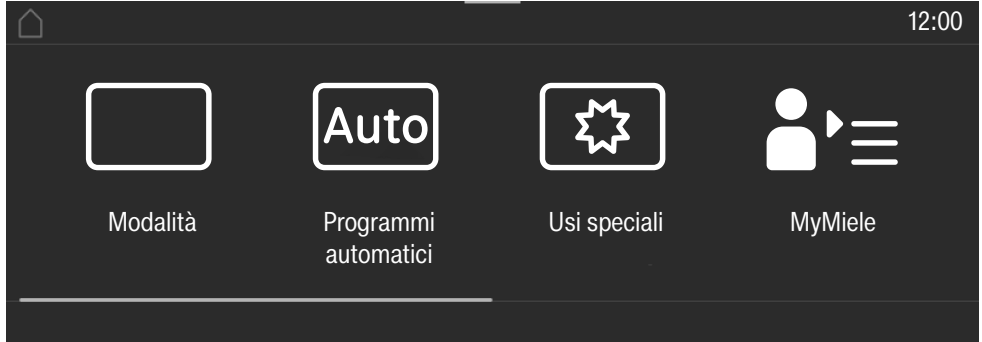 12:00
Auto
Modalità
Programmi
automatici
Usi speciali
MyMiele